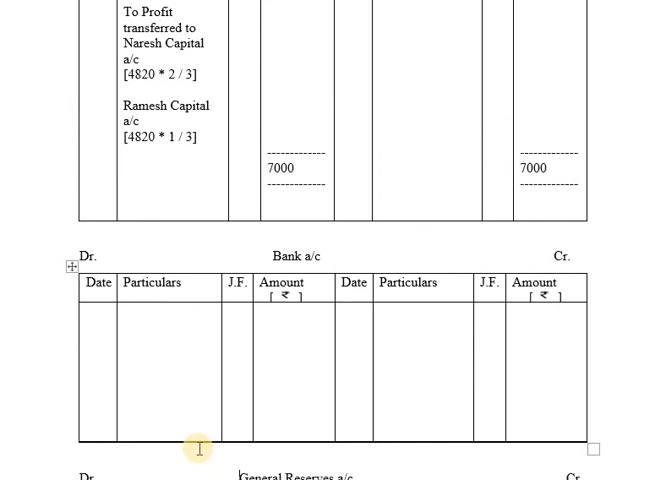 To Profit
transferred to
Naresh Capital
a/c
[4820 * 2 / 3]
Ramesh Capital
a/c
[4820 * 1 / 3]
-------------
7000
-------------
-------------
7000
-------------
Dr. Bank a/c Cr.
Date Particulars J.F. Amount [ ₹ ] Date Particulars J.F. Amount [ ₹ ]
Dr. General Reserves a/c Cr.